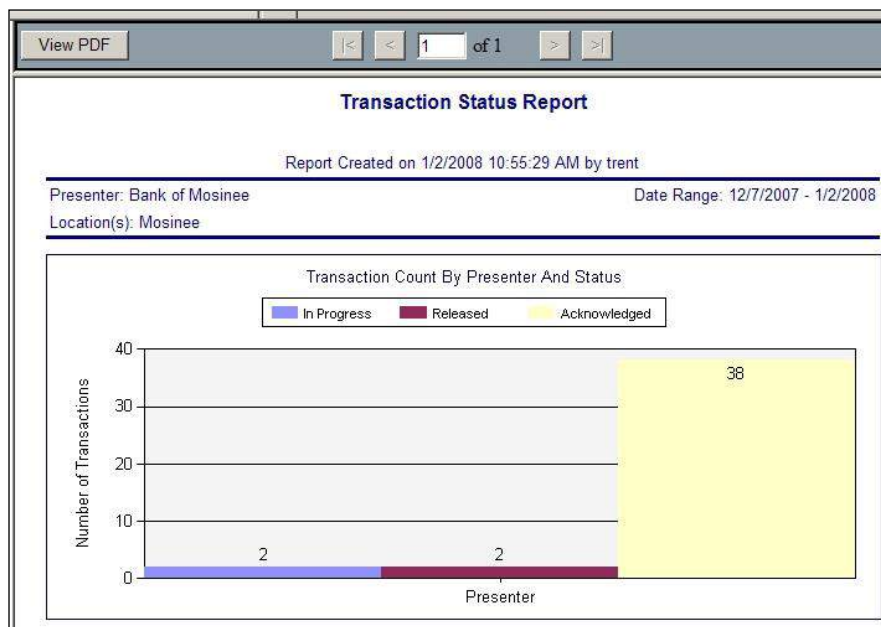 View PDF |< < 1 of 1 > >|
Transaction Status Report
Report Created on 1/2/2008 10:55:29 AM by trent
Presenter: Bank of Mosinee Date Range: 12/7/2007 - 1/2/2008
Location(s): Mosinee
Transaction Count By Presenter And Status
In Progress Released Acknowledged
Number of Transactions
40
38
30
20
10
2 2
0
Presenter